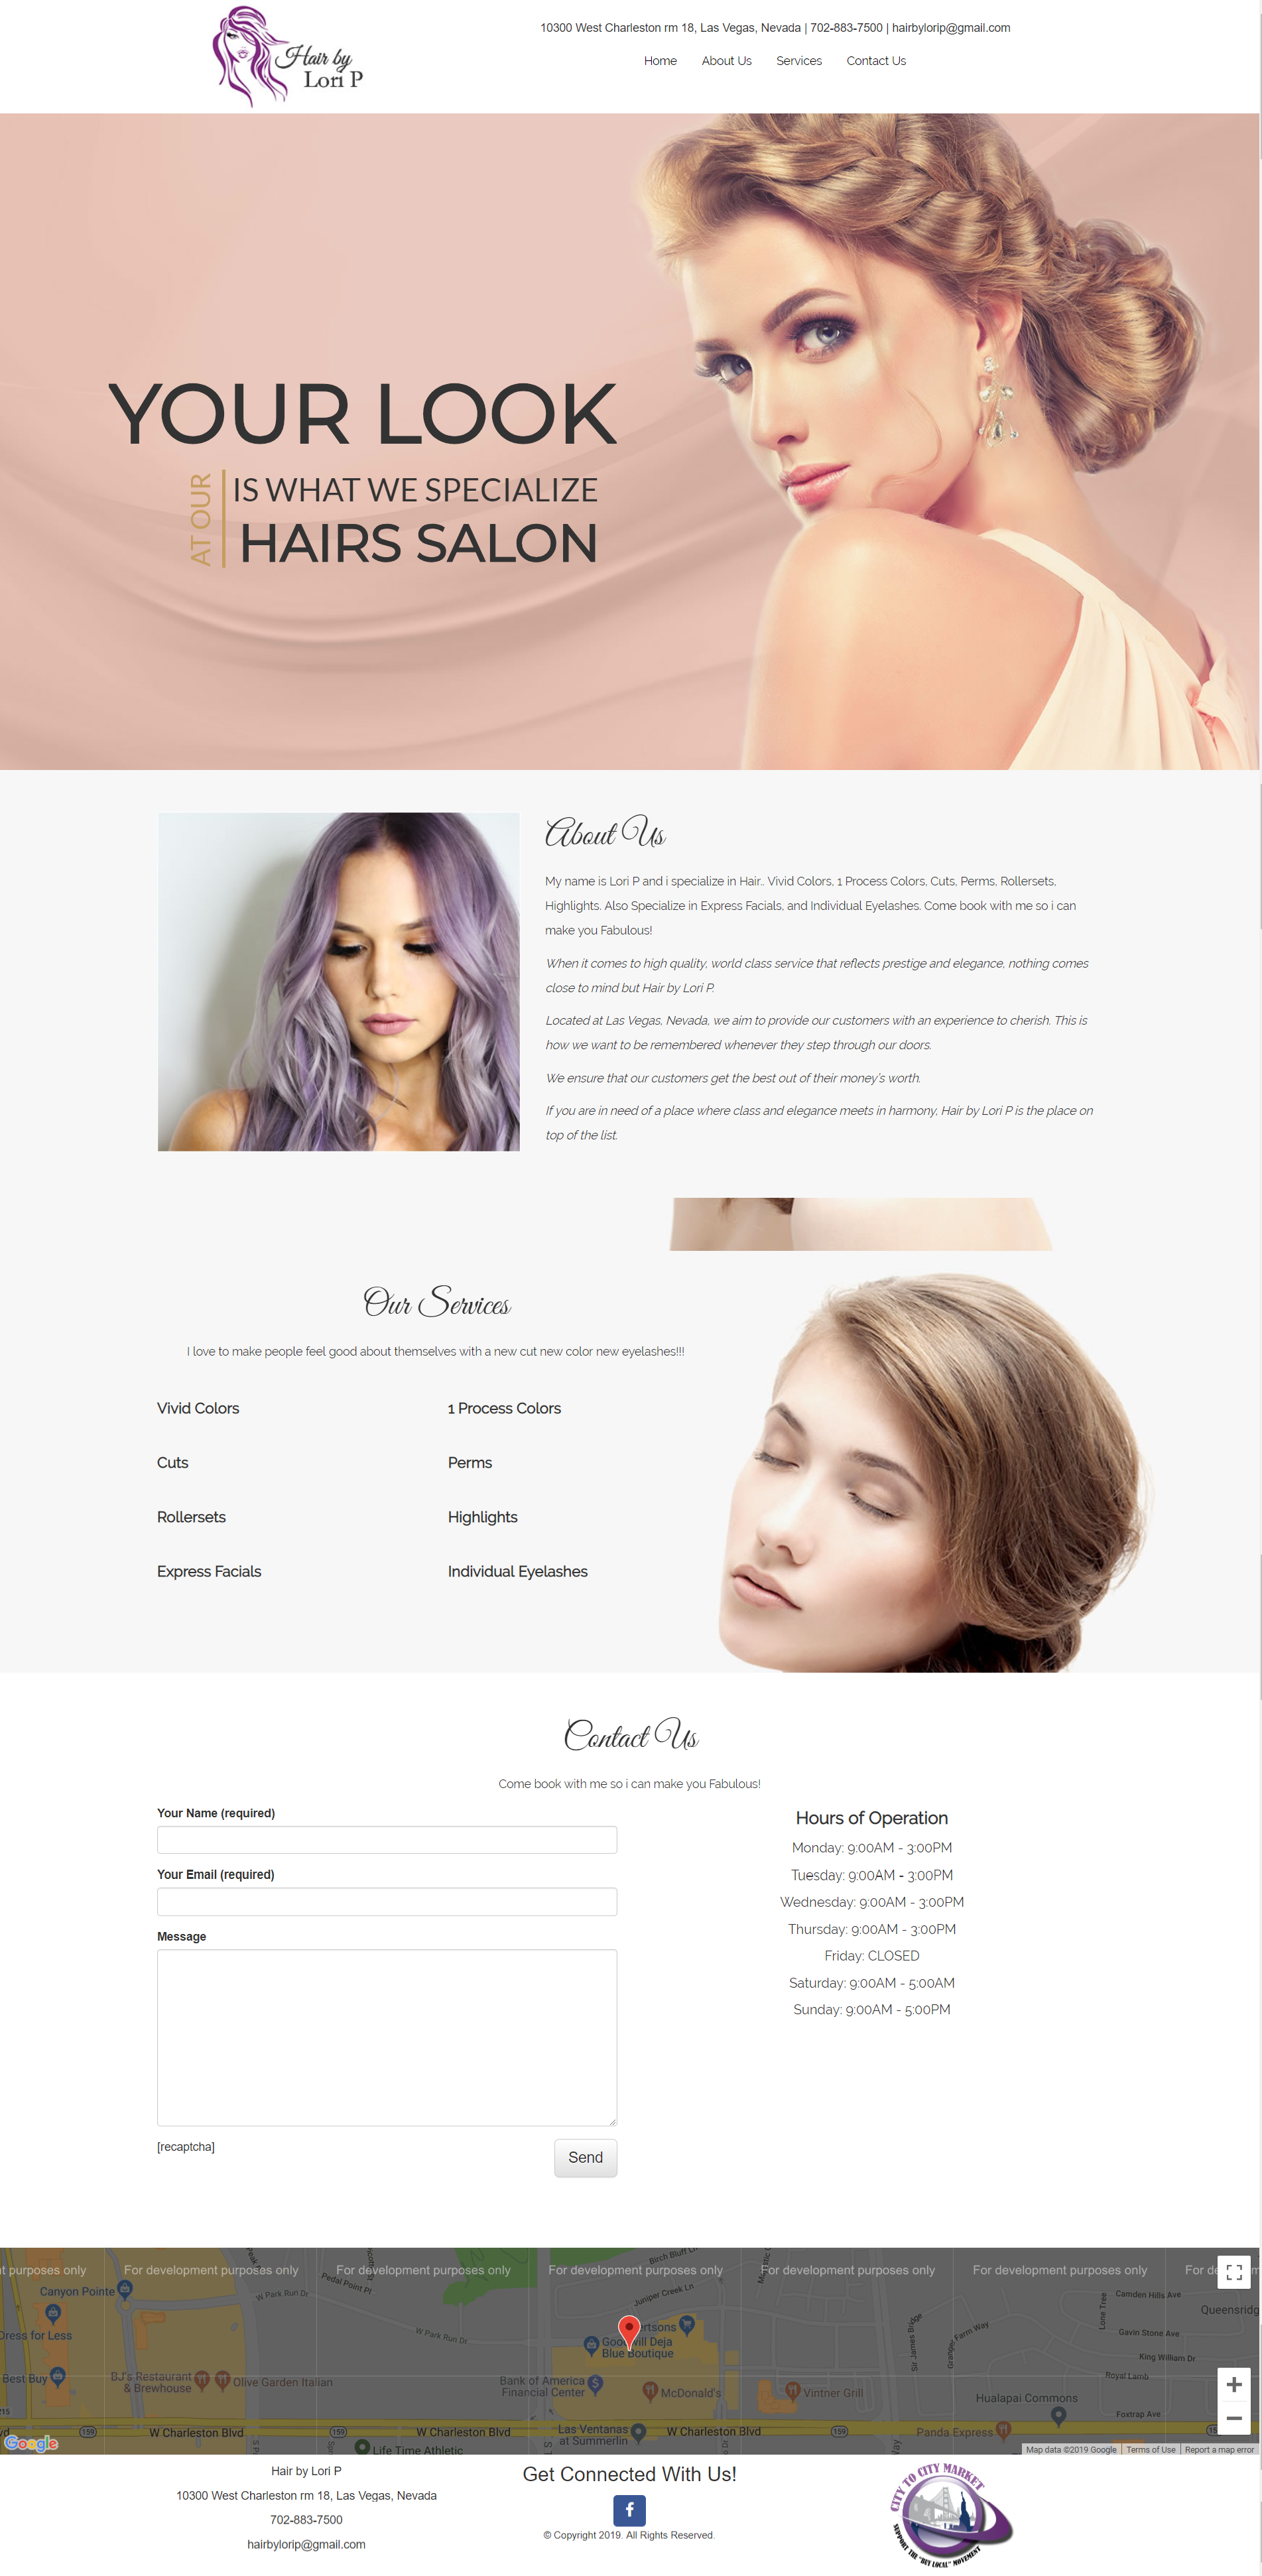 Hair by
Lori P
10300 West Charleston rm 18, Las Vegas, Nevada | 702-883-7500 | hairbylorip@gmail.com
Home About Us Services Contact Us
YOUR LOOK
AT OUR
IS WHAT WE SPECIALIZE
HAIRS SALON
About Us
My name is Lori P and i specialize in Hair.. Vivid Colors, 1 Process Colors, Cuts, Perms, Rollersets,
Highlights. Also Specialize in Express Facials, and Individual Eyelashes. Come book with me so i can
make you Fabulous!
When it comes to high quality, world class service that reflects prestige and elegance, nothing comes
close to mind but Hair by Lori P.
Located at Las Vegas, Nevada, we aim to provide our customers with an experience to cherish. This is
how we want to be remembered whenever they step through our doors.
We ensure that our customers get the best out of their money's worth.
If you are in need of a place where class and elegance meets in harmony, Hair by Lori P is the place on
top of the list.
Our Services
I love to make people feel good about themselves with a new cut new color new eyelashes!!!
Vivid Colors 1 Process Colors
Cuts Perms
Rollersets Highlights
Express Facials Individual Eyelashes
Contact Us
Come book with me so i can make you Fabulous!
Your Name (required)
Your Email (required)
Message
[recaptcha]
Send
Hours of Operation
Monday: 9:00AM - 3:00PM
Tuesday: 9:00AM - 3:00PM
Wednesday: 9:00AM - 3:00PM
Thursday: 9:00AM - 3:00PM
Friday: CLOSED
Saturday: 9:00AM - 5:00AM
Sunday: 9:00AM - 5:00PM
t purposes only For development purposes only For development purposes only For development purposes only For development purposes only For development purposes only
Birch Bluff
Canyon Pointe
W Park Run Dr
Pedal Point Pl
Juniper Creek Ln
Camden Hills Ave
Lone Tree
Queensridg
Dress for Less
W Park Run Dr
ertsons
Goodwill Deja
Blue Boutique
Sir James Bridge
Granger Farm Way
Gavin Stone Ave
King William Dr
Best Buy
BJ's Restaurant
& Brewhouse
Olive Garden Italian
Bank of America
Financial Center
McDonald's
Vintner Grill
Royal Lamb
Hualapai Commons
Foxtrap Ave
159
W Charleston Blvd
159
W Charleston Blvd
Las Ventanas
at Summerlin
W Charleston Blvd
159
Panda Express
Google
Life Time Athletic
Map data ©2019 Google Terms of Use Report a map error
Hair by Lori P
10300 West Charleston rm 18, Las Vegas, Nevada
702-883-7500
hairbylorip@gmail.com
Get Connected With Us!
© Copyright 2019. All Rights Reserved.
CITY TO CITY MARKET
SUPPORT THE "BUY LOCAL" MOVEMENT